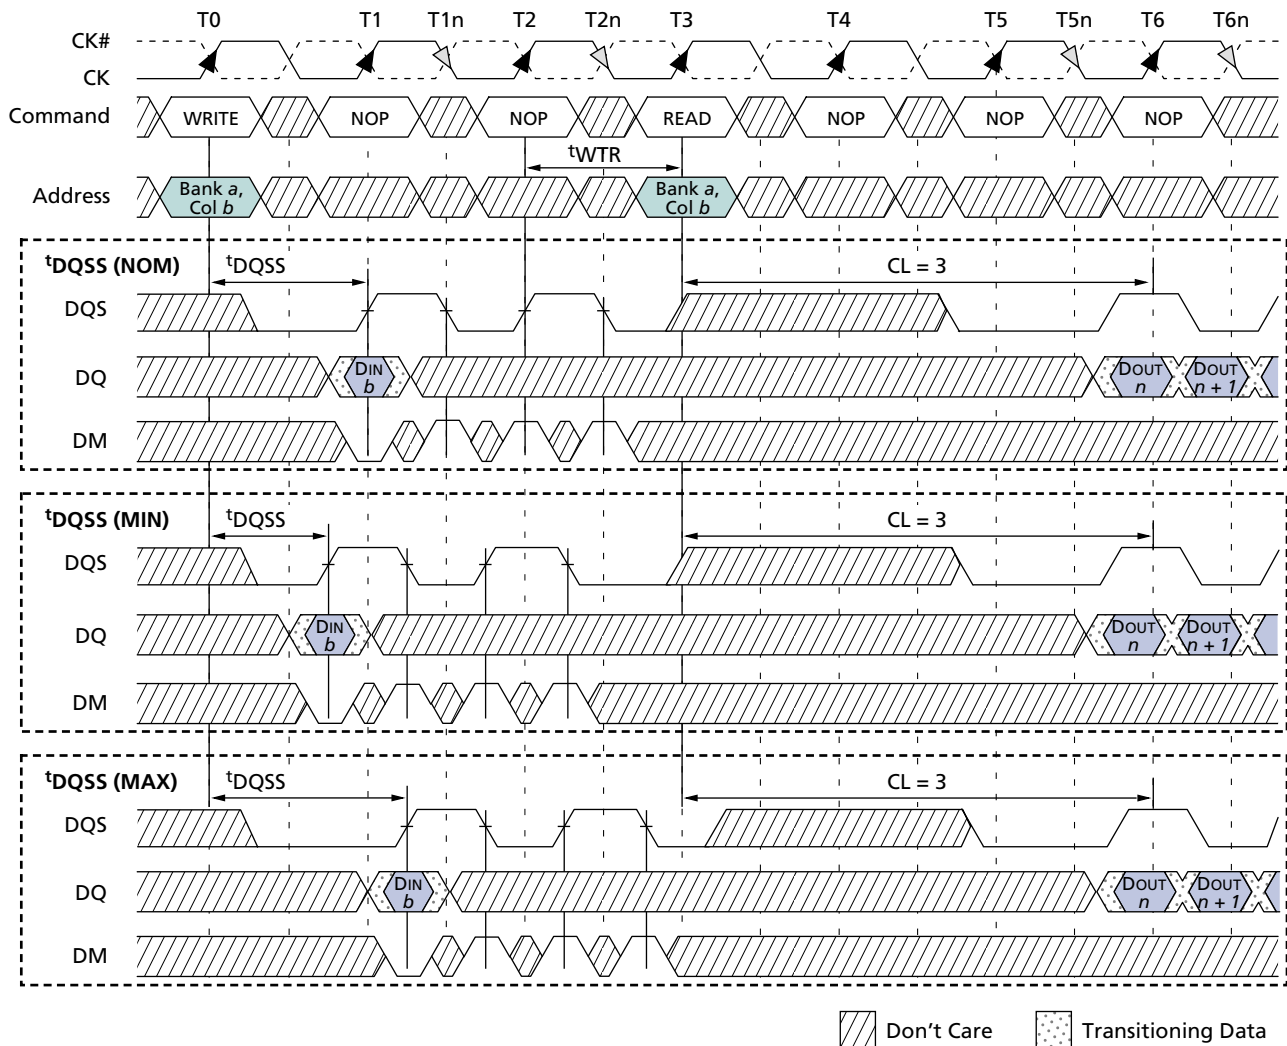 T0 T1 T1n T2 T2n T3 T4 T5 T5n T6 T6n
CK#
CK
Command WRITE NOP NOP READ NOP NOP NOP
tWTR
Address Bank a, Col b Bank a, Col b
tDQSS (NOM) tDQSS CL = 3
DQS
DQ DIN b DOUT n DOUT n + 1
DM
tDQSS (MIN) tDQSS CL = 3
DQS
DQ DIN b DOUT n DOUT n + 1
DM
tDQSS (MAX) tDQSS CL = 3
DQS
DQ DIN b DOUT n DOUT n + 1
DM
Don't Care Transitioning Data